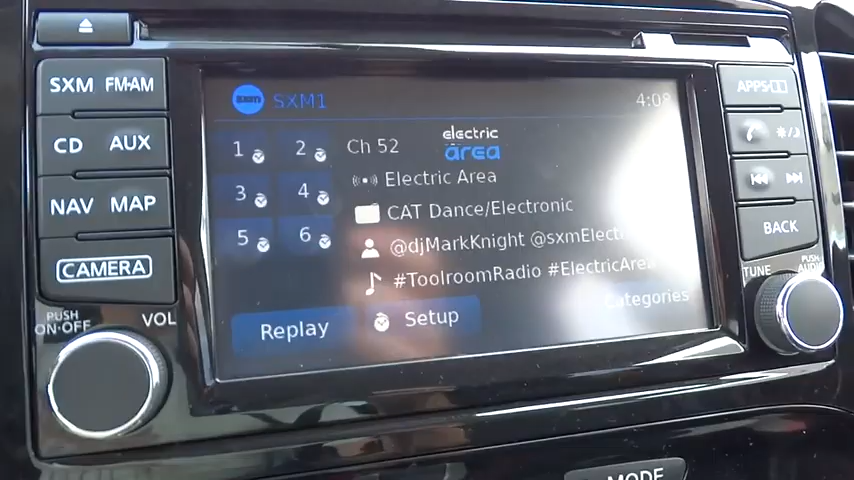 SXM FM·AM
CD AUX
NAV MAP
CAMERA
PUSH
ON·OFF
VOL
sxm SXM1
4:08
1 2
3 4
5 6
Ch 52
electric
area
Electric Area
CAT Dance/Electronic
@djMarkKnight
#ToolroomRadio #ElectricArea
Replay
Setup
Categories
APPS
BACK
TUNE
PUSH
AUDIO
MODE